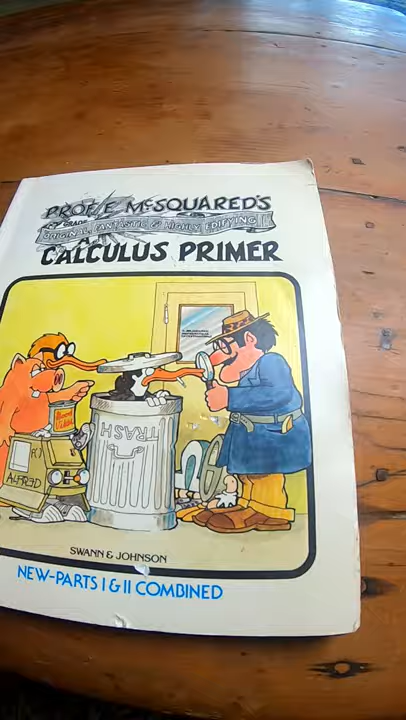 PROF. E. McSQUARED'S
ORIGINAL, FANTASTIC & HIGHLY EDIFYING
CALCULUS PRIMER
TRASH
ALFRED
SWANN & JOHNSON
NEW-PARTS I & II COMBINED